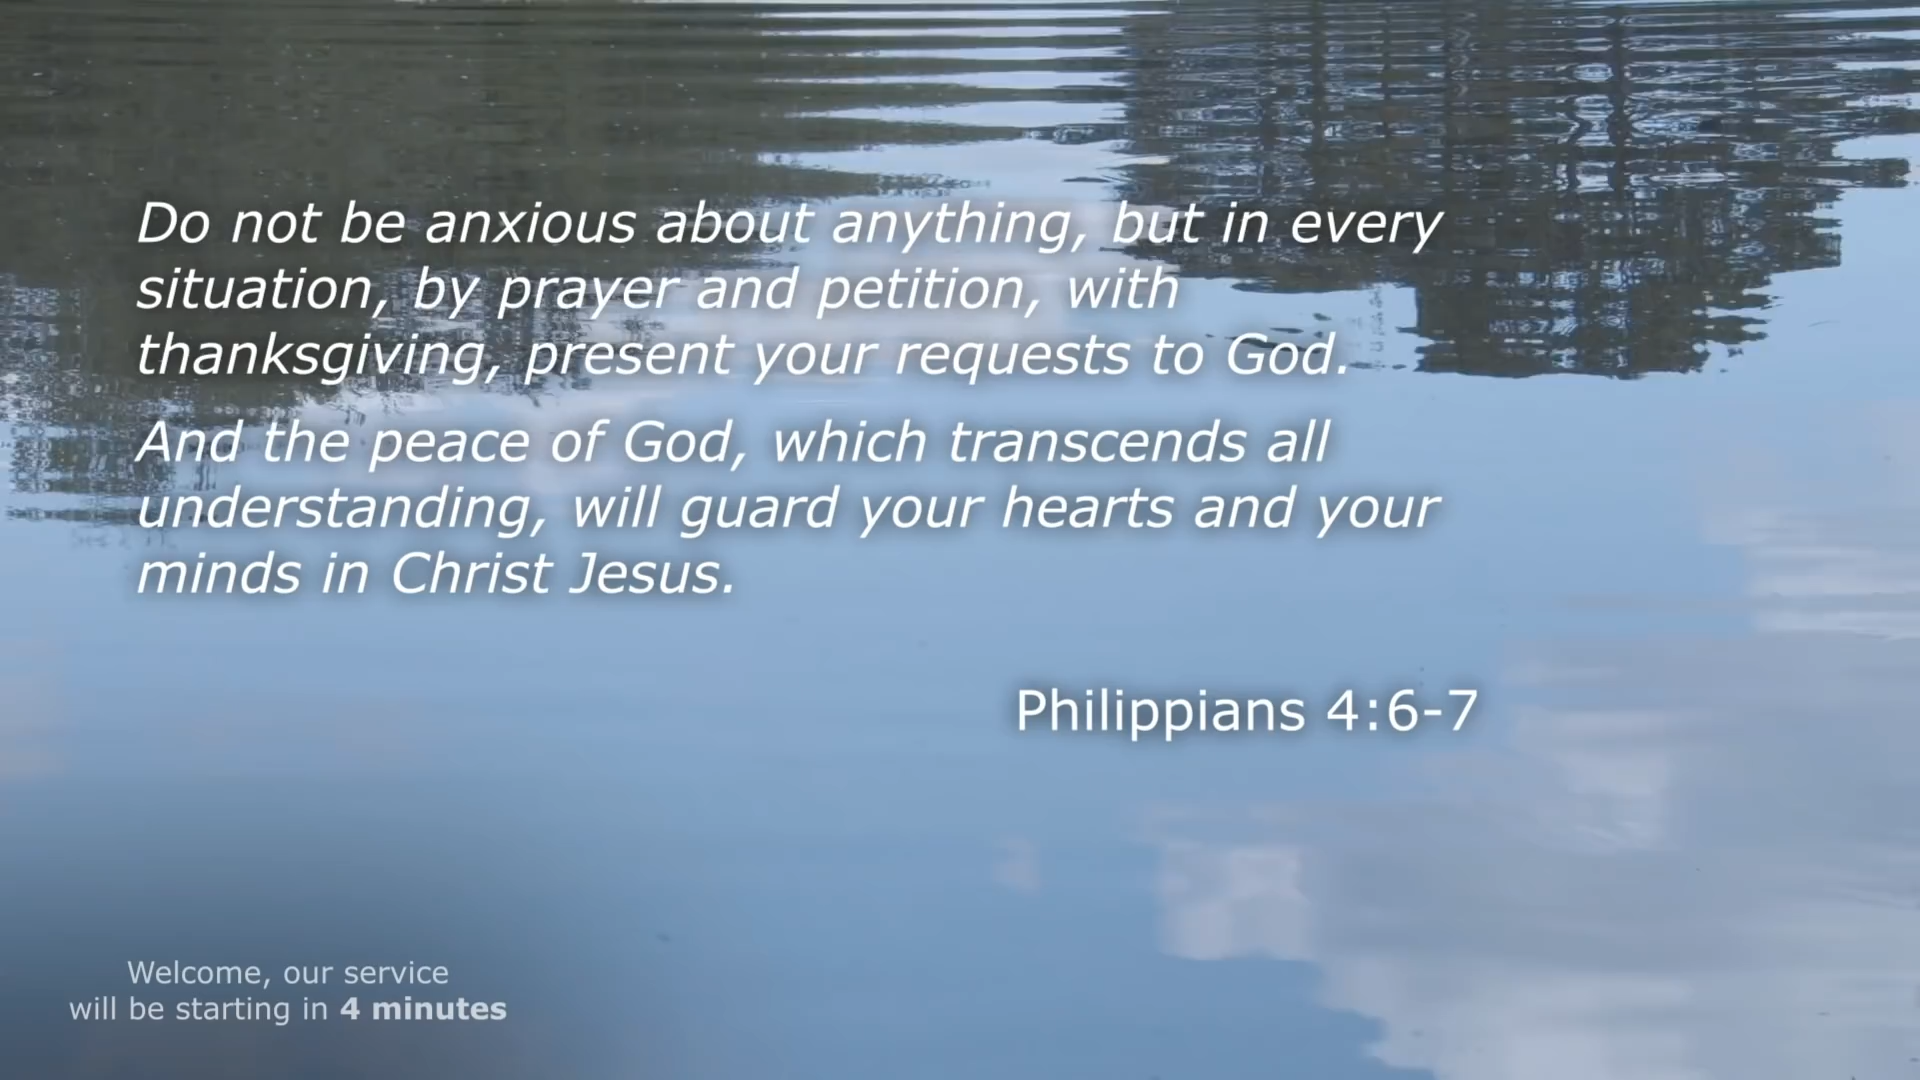 Do not be anxious about anything, but in every
situation, by prayer and petition, with
thanksgiving, present your requests to God.
And the peace of God, which transcends all
understanding, will guard your hearts and your
minds in Christ Jesus.
Philippians 4:6-7
Welcome, our service
will be starting in 4 minutes